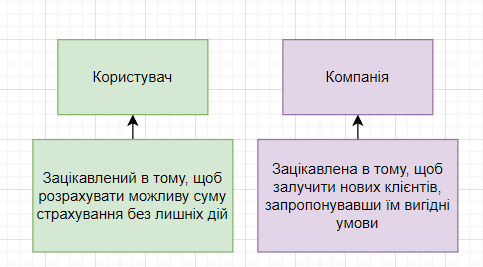 Користувач
Компанія
Зацікавлений в тому, щоб
розрахувати можливу суму
страхування без лишніх дій
Зацікавлена в тому, щоб
залучити нових клієнтів,
запропонувавши їм вигідні
умови